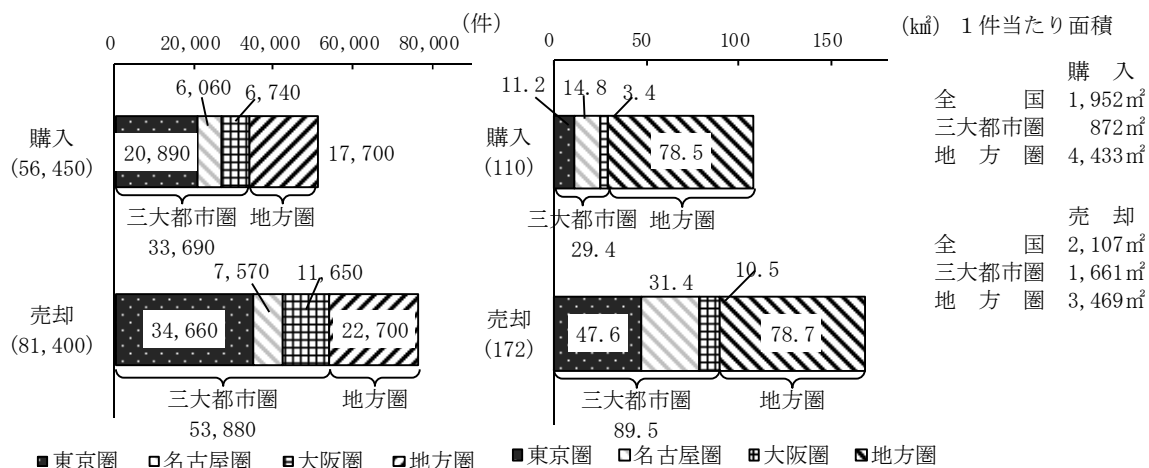 (件)
0 20,000 40,000 60,000 80,000
6,060 6,740
購入
(56,450)
20,890
17,700
三大都市圏 地方圏
33,690
7,570 11,650
売却
(81,400)
34,660 22,700
三大都市圏 地方圏
53,880
■東京圏 □名古屋圏 大阪圏 地方圏
(k㎡)
0 50 100 150
11.2 14.8 3.4
購入
(110)
78.5
三大都市圏 地方圏
29.4
31.4 10.5
売却
(172)
47.6 78.7
三大都市圏 地方圏
89.5
■東京圏 名古屋圏 大阪圏 地方圏
1件当たり面積
購 入
全 国 1,952㎡
三大都市圏 872㎡
地 方 圏 4,433㎡
売 却
全 国 2,107㎡
三大都市圏 1,661㎡
地 方 圏 3,469㎡